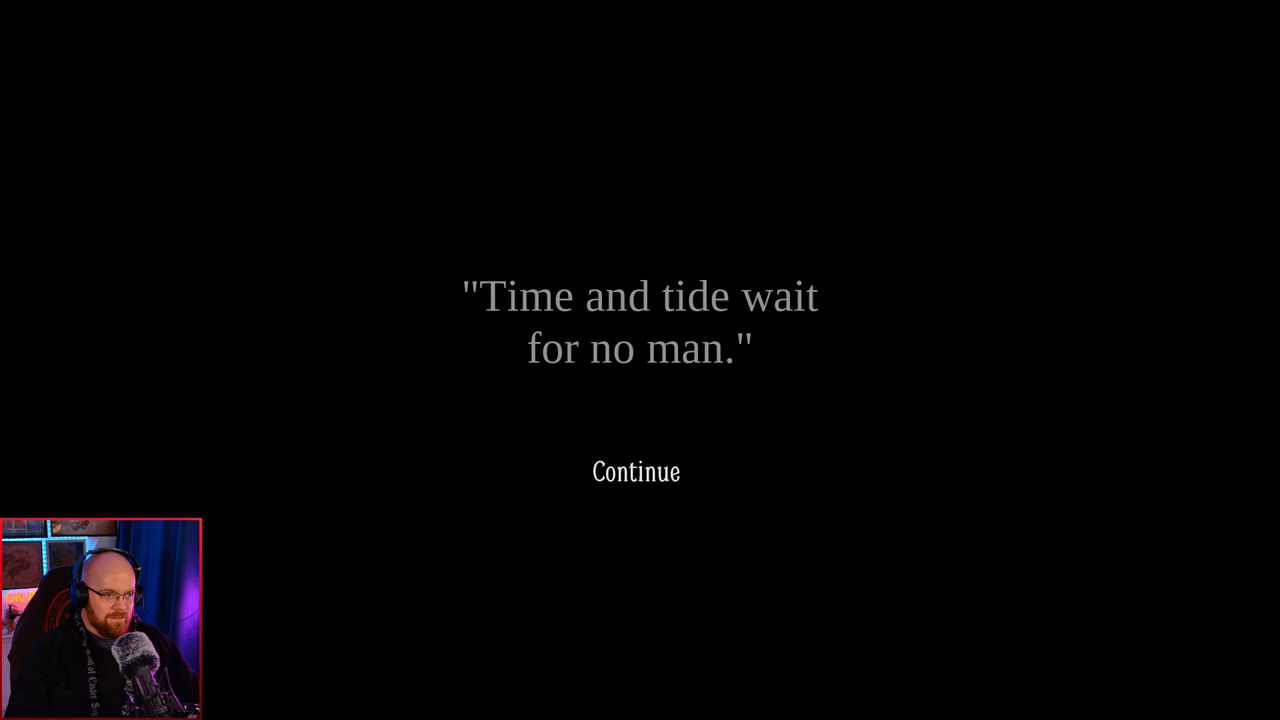 "Time and tide wait
for no man."
Continue